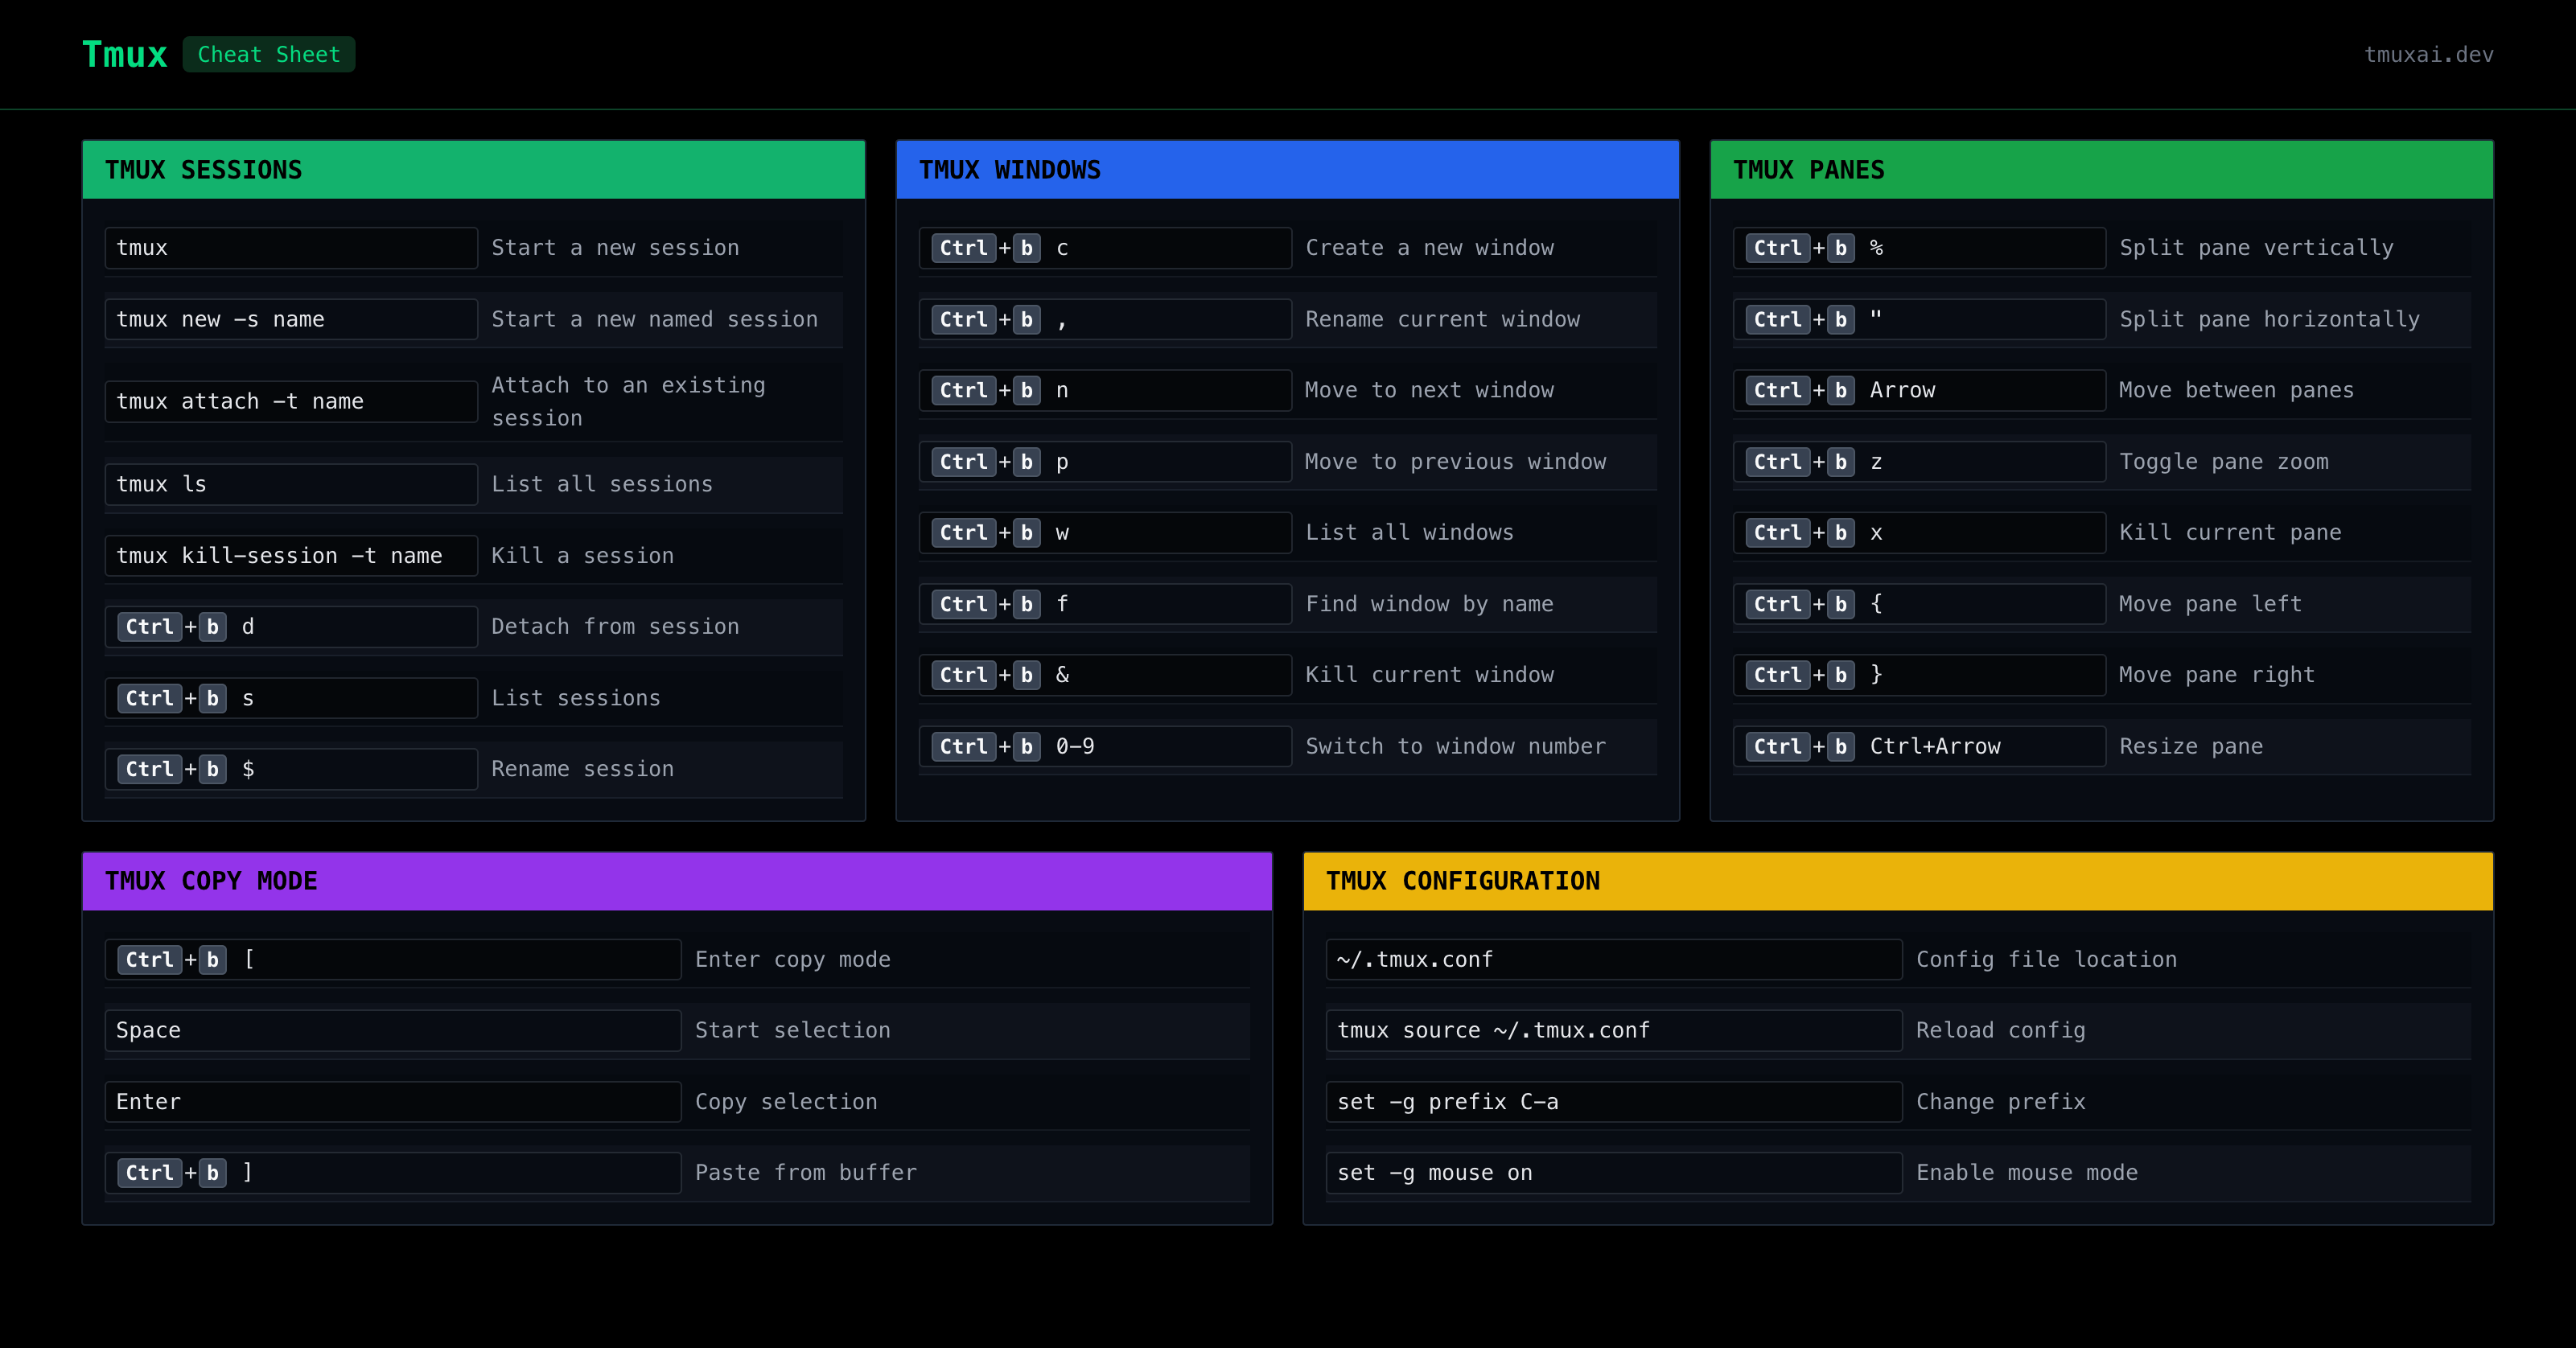 Tmux Cheat Sheet
tmuxai.dev
TMUX SESSIONS
tmux Start a new session
tmux new -s name Start a new named session
tmux attach -t name Attach to an existing
session
tmux ls List all sessions
tmux kill-session -t name Kill a session
Ctrl+b d Detach from session
Ctrl+b s List sessions
Ctrl+b $ Rename session
TMUX WINDOWS
Ctrl+b c Create a new window
Ctrl+b , Rename current window
Ctrl+b n Move to next window
Ctrl+b p Move to previous window
Ctrl+b w List all windows
Ctrl+b f Find window by name
Ctrl+b & Kill current window
Ctrl+b 0-9 Switch to window number
TMUX PANES
Ctrl+b % Split pane vertically
Ctrl+b " Split pane horizontally
Ctrl+b Arrow Move between panes
Ctrl+b z Toggle pane zoom
Ctrl+b x Kill current pane
Ctrl+b { Move pane left
Ctrl+b } Move pane right
Ctrl+b Ctrl+Arrow Resize pane
TMUX COPY MODE
Ctrl+b [ Enter copy mode
Space Start selection
Enter Copy selection
Ctrl+b ] Paste from buffer
TMUX CONFIGURATION
~/.tmux.conf Config file location
tmux source ~/.tmux.conf Reload config
set -g prefix C-a Change prefix
set -g mouse on Enable mouse mode